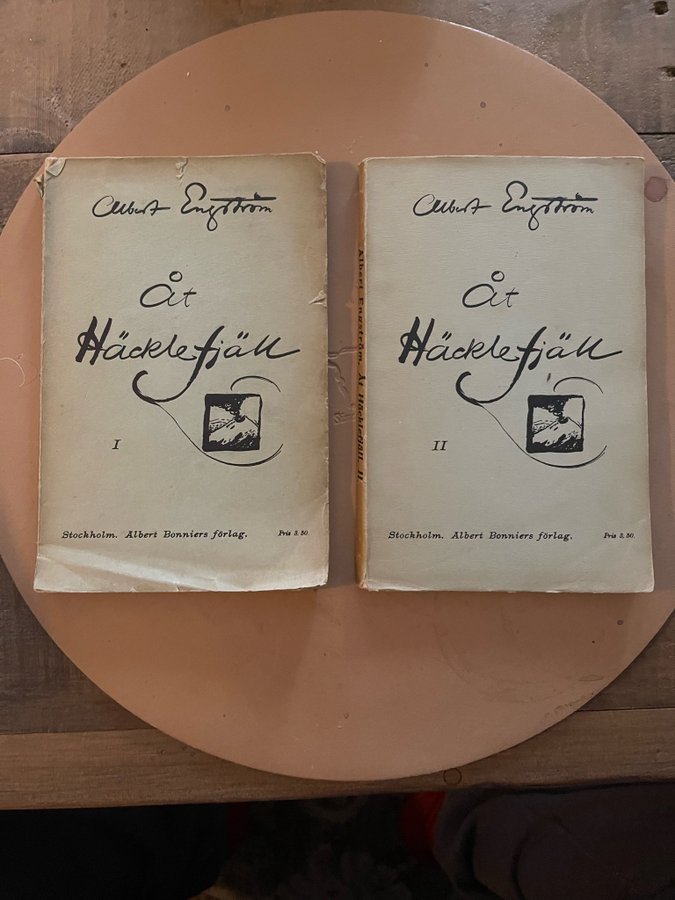 Albert Engström
Åt
Häcklefjäll
I
Stockholm. Albert Bonniers förlag. Pris 3.50.
Albert Engström. Åt Häcklefjäll. II
Albert Engström
Åt
Häcklefjäll
II
Stockholm. Albert Bonniers förlag. Pris 3.50.